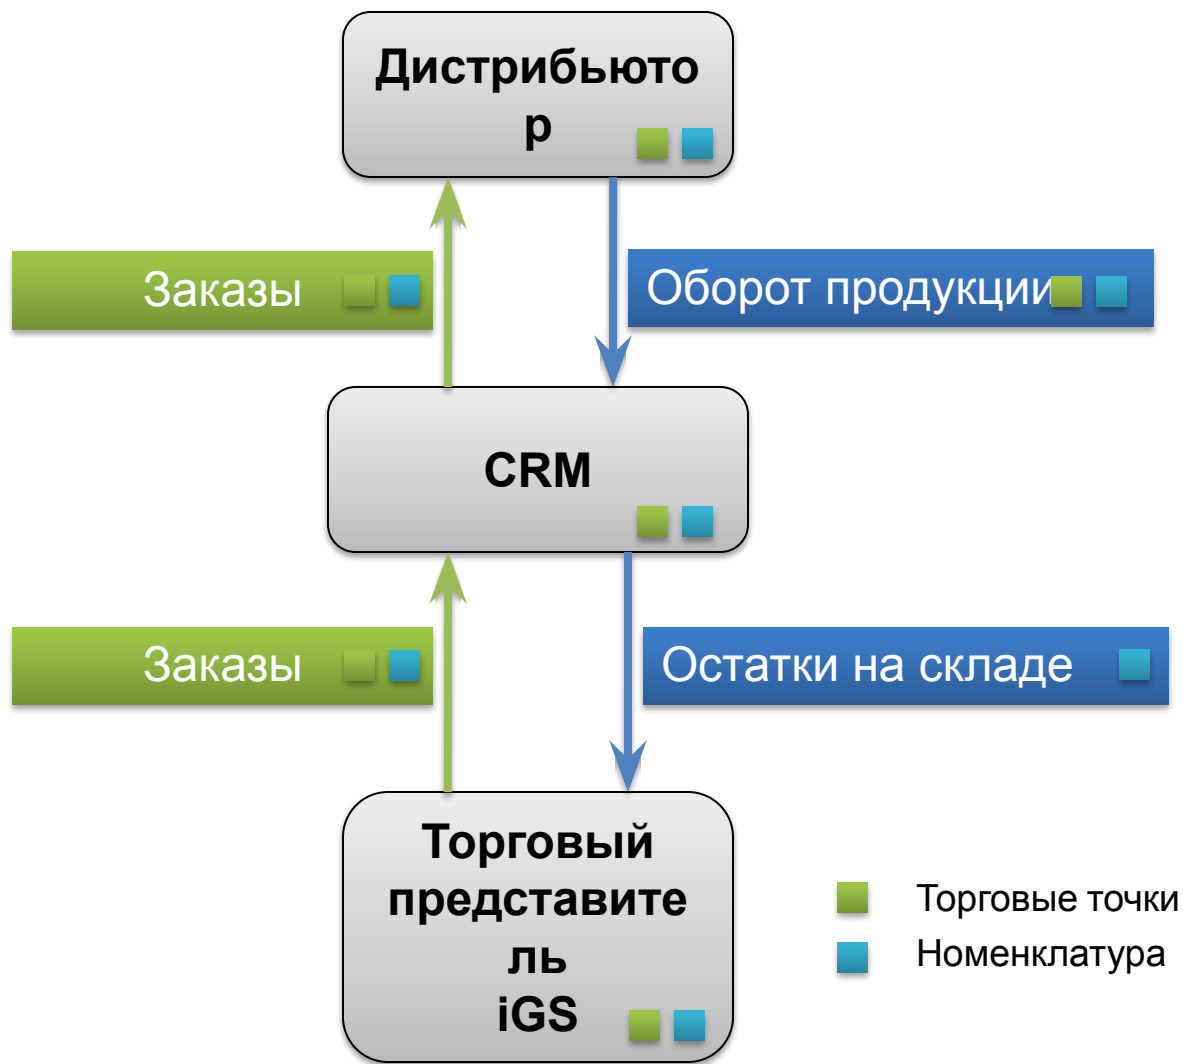 Дистрибьюто
р
Заказы
Оборот продукции
CRM
Заказы
Остатки на складе
Торговый
представите
ль
iGS
Торговые точки
Номенклатура